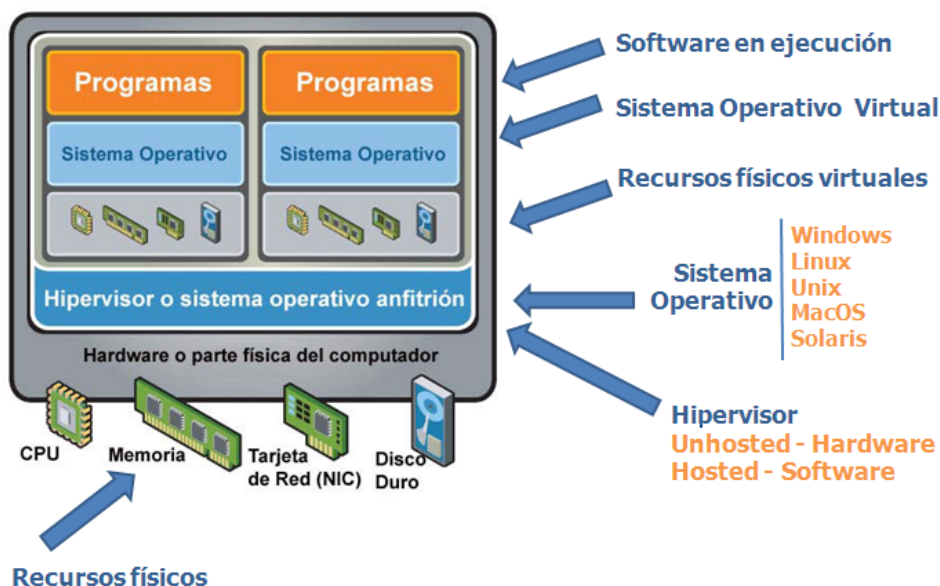 Programas
Programas
Sistema Operativo
Sistema Operativo
Hipervisor o sistema operativo anfitrión
Hardware o parte física del computador
CPU
Memoria
Tarjeta
de Red (NIC)
Disco
Duro
Recursos físicos
Software en ejecución
Sistema Operativo Virtual
Recursos físicos virtuales
Sistema
Operativo
Windows
Linux
Unix
MacOS
Solaris
Hipervisor
Unhosted - Hardware
Hosted - Software